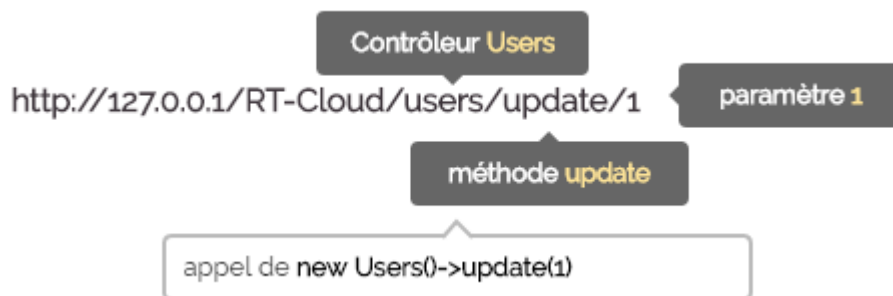 Contrôleur Users
http://127.0.0.1/RT-Cloud/users/update/1
paramètre 1
méthode update
appel de new Users()->update(1)